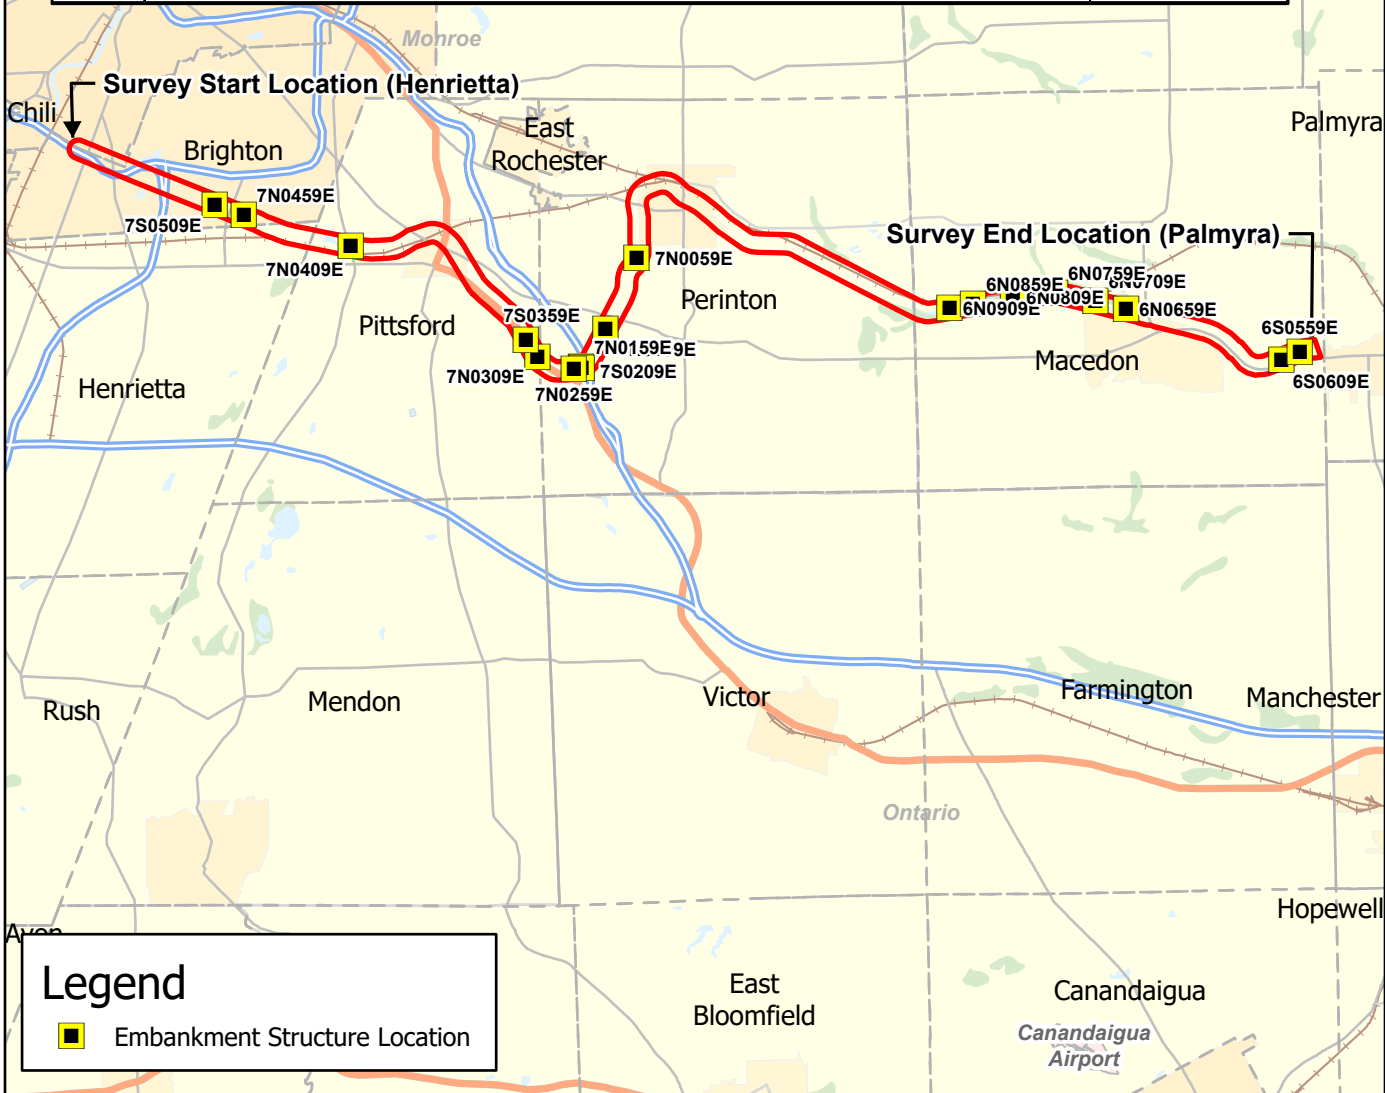 Monroe
Survey Start Location (Henrietta)
Chili
East
Rochester
Palmyra
Brighton
7N0459E
7S0509E
7N0409E
Survey End Location (Palmyra)
7N0059E
6N0759E
6N0859E
6N0809E
6N0909E
6N0659E
Perinton
7S0359E
Pittsford
6S0559E
7N0159E
Macedon
7S0209E
7N0309E
6S0609E
Henrietta
7N0259E
Farmington
Manchester
Victor
Mendon
Rush
Ontario
Hopewell
Legend
Embankment Structure Location
East
Bloomfield
Canandaigua
Canandaigua
Airport